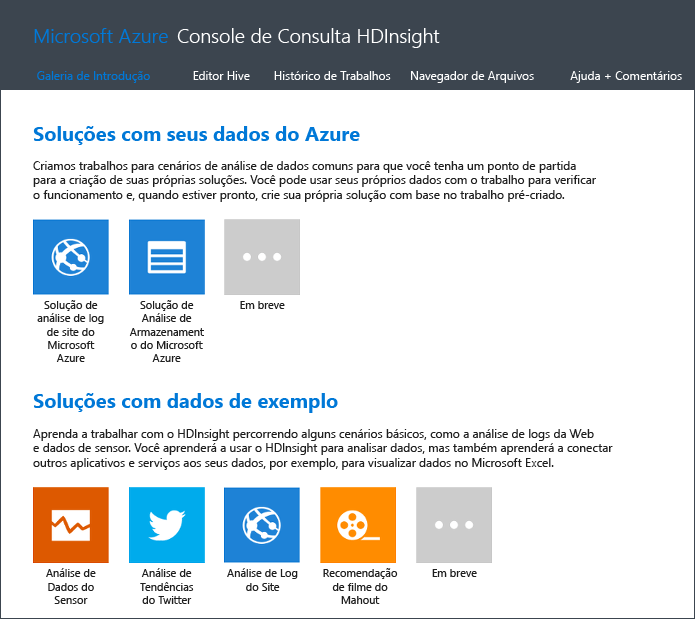 Microsoft Azure Console de Consulta HDInsight
Galeria de Introdução Editor Hive Histórico de Trabalhos Navegador de Arquivos Ajuda + Comentários
Soluções com seus dados do Azure
Criamos trabalhos para cenários de análise de dados comuns para que você tenha um ponto de partida
para a criação de suas próprias soluções. Você pode usar seus próprios dados com o trabalho para verificar
o funcionamento e, quando estiver pronto, crie sua própria solução com base no trabalho pré-criado.
Solução de
análise de log
de site do
Microsoft
Azure
Solução de
Análise de
Armazenament
o do Microsoft
Azure
Em breve
Soluções com dados de exemplo
Aprenda a trabalhar com o HDInsight percorrendo alguns cenários básicos, como a análise de logs da Web
e dados de sensor. Você aprenderá a usar o HDInsight para analisar dados, mas também aprenderá a conectar
outros aplicativos e serviços aos seus dados, por exemplo, para visualizar dados no Microsoft Excel.
Análise de
Dados do
Sensor
Análise de
Tendências
do Twitter
Análise de Log
do Site
Recomendação
de filme do
Mahout
Em breve